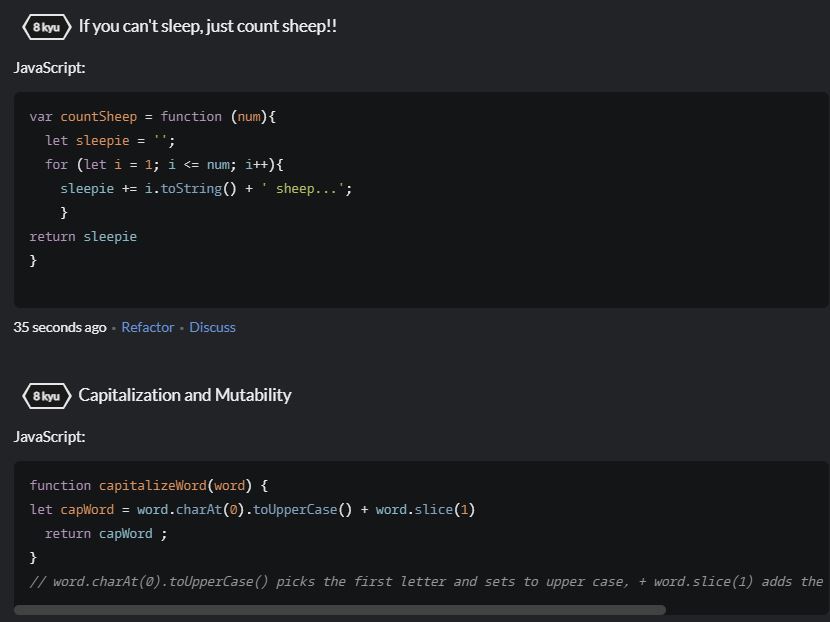 8 kyu If you can't sleep, just count sheep!!
JavaScript:
var countSheep = function (num){
  let sleepie = '';
  for (let i = 1; i <= num; i++){
    sleepie += i.toString() + ' sheep...';
    }
return sleepie
}
35 seconds ago • Refactor • Discuss
8 kyu Capitalization and Mutability
JavaScript:
function capitalizeWord(word) {
let capWord = word.charAt(0).toUpperCase() + word.slice(1)
  return capWord ;
}
// word.charAt(0).toUpperCase() picks the first letter and sets to upper case, + word.slice(1) adds the